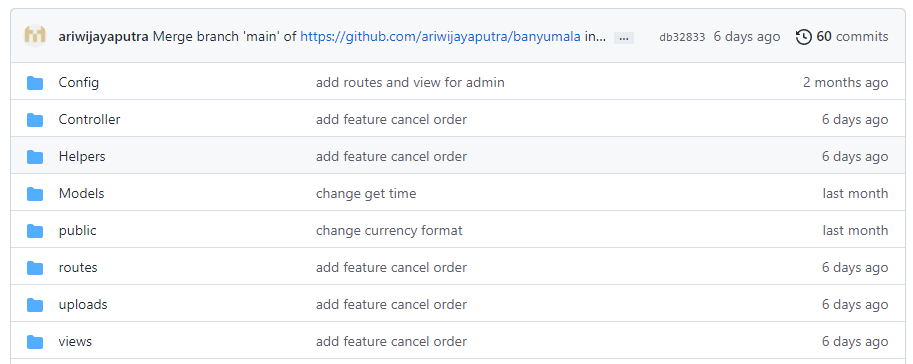 ariwijayaputra Merge branch 'main' of https://github.com/ariwijayaputra/banyumala in... ... db32833 6 days ago 60 commits
Config add routes and view for admin 2 months ago
Controller add feature cancel order 6 days ago
Helpers add feature cancel order 6 days ago
Models change get time last month
public change currency format last month
routes add feature cancel order 6 days ago
uploads add feature cancel order 6 days ago
views add feature cancel order 6 days ago